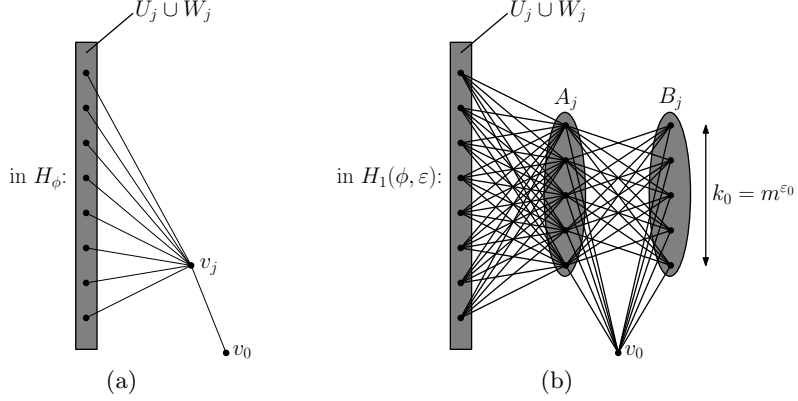 U_j ∪ W_j
in H_ϕ:
v_j
v_0
(a)
U_j ∪ W_j
A_j
B_j
in H_1(ϕ, ε):
k_0 = m^{ε_0}
v_0
(b)